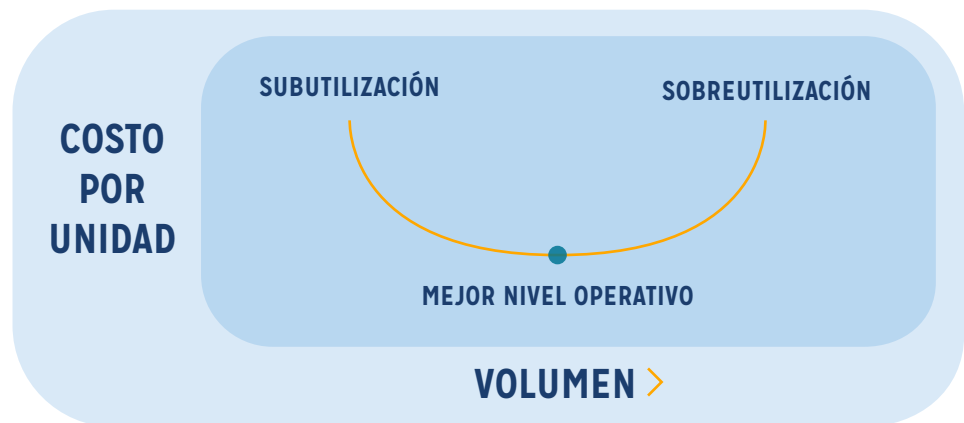 SUBUTILIZACIÓN
SOBREUTILIZACIÓN
COSTO
POR
UNIDAD
MEJOR NIVEL OPERATIVO
VOLUMEN